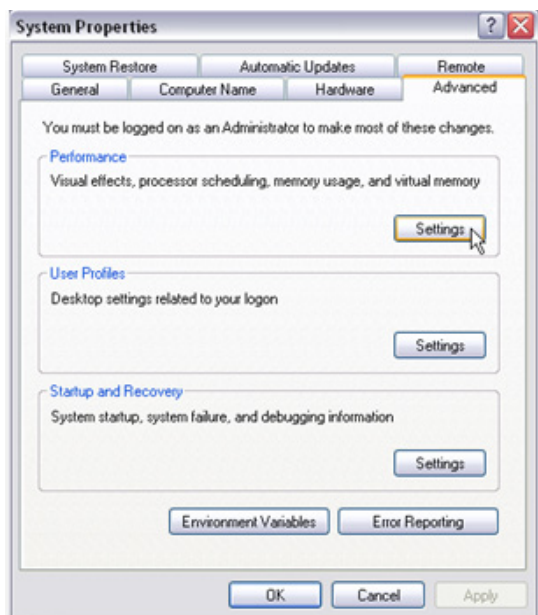 System Properties
System Restore Automatic Updates Remote
General Computer Name Hardware Advanced
You must be logged on as an Administrator to make most of these changes.
Performance
Visual effects, processor scheduling, memory usage, and virtual memory
Settings
User Profiles
Desktop settings related to your logon
Settings
Startup and Recovery
System startup, system failure, and debugging information
Settings
Environment Variables Error Reporting
OK Cancel Apply